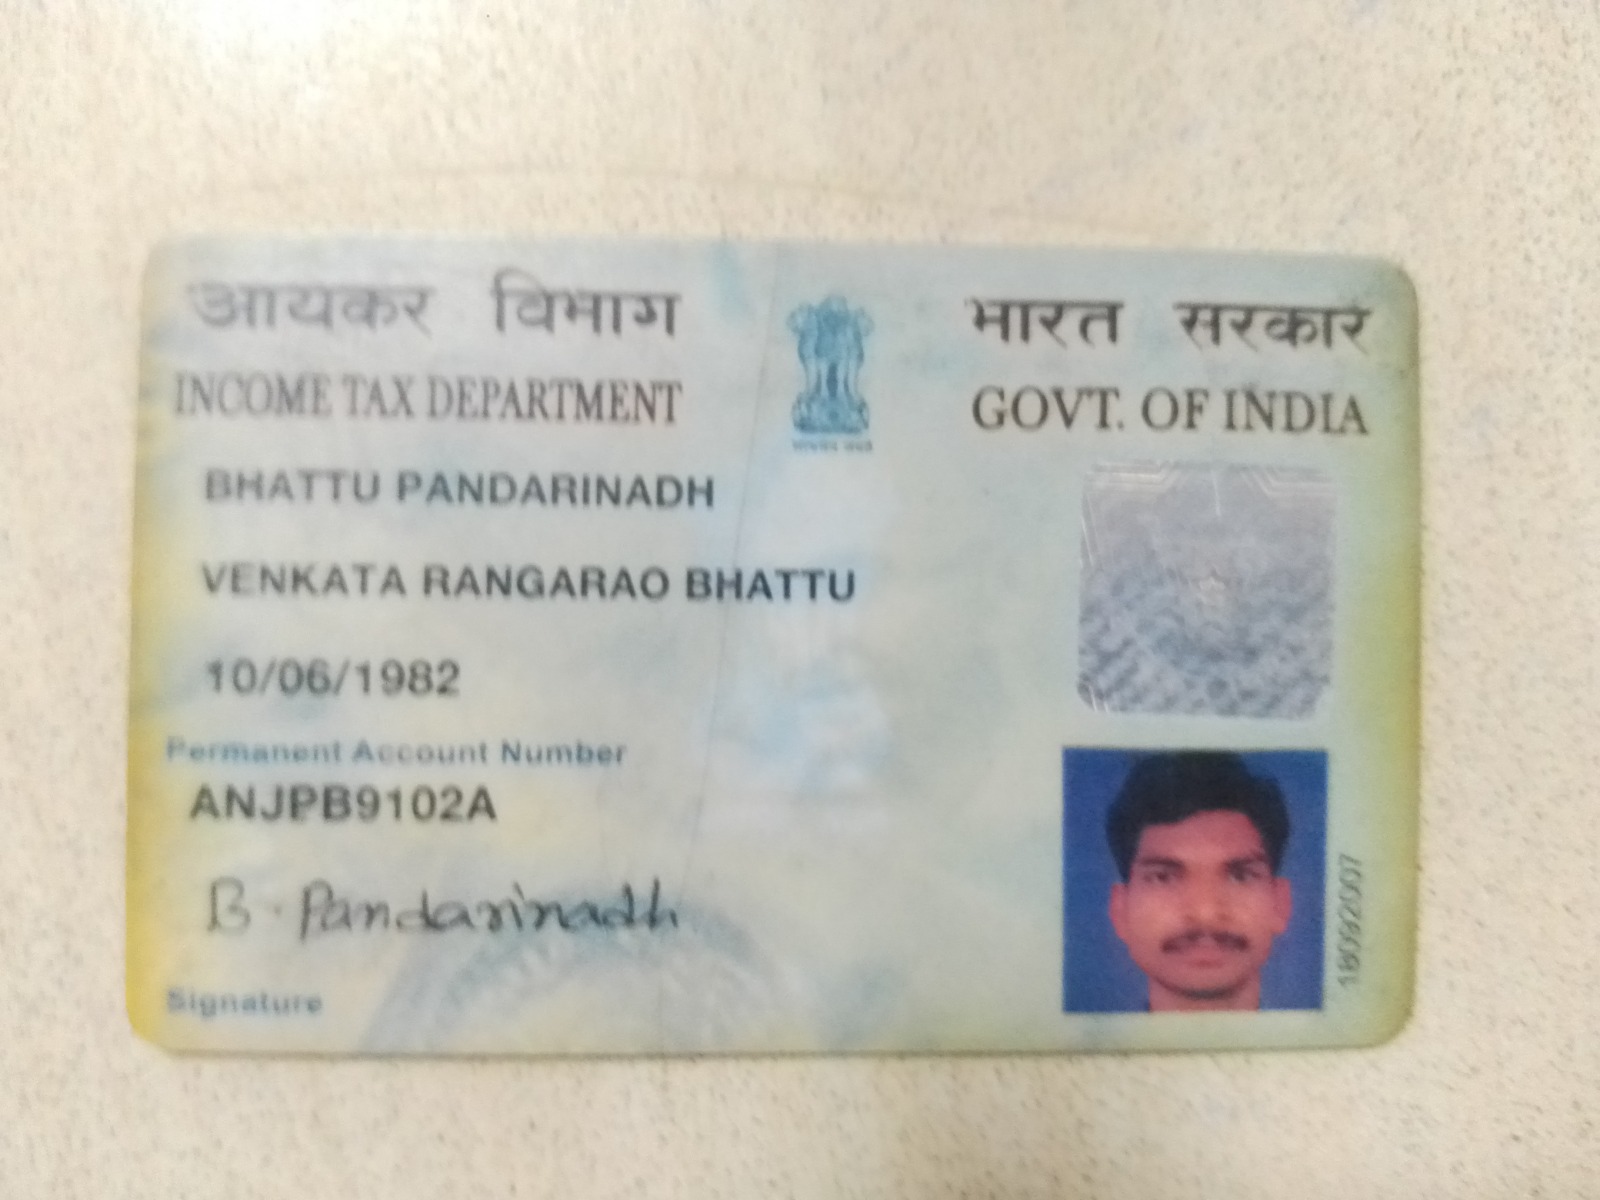 आयकर विभाग
INCOME TAX DEPARTMENT
भारत सरकार
GOVT. OF INDIA
BHATTU PANDARINADH
VENKATA RANGARAO BHATTU
10/06/1982
Permanent Account Number
ANJPB9102A
B. Pandarinadh
Signature
18092007